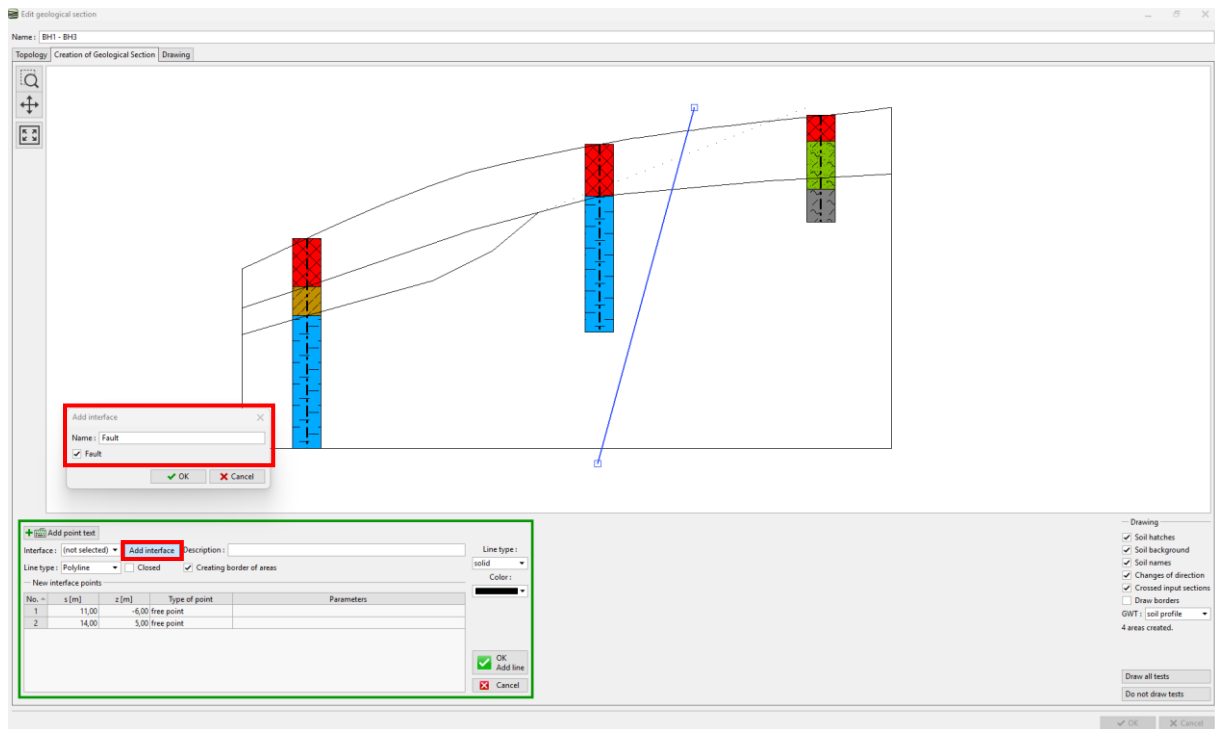 Edit geological section
Name : BH1 - BH3
Topology Creation of Geological Section Drawing
Add interface
Name : Fault
Fault
OK Cancel
Add point text
Interface : (not selected) Add interface Description :
Line type : Polyline Closed Creating border of areas
New interface points
No. s [m] z [m] Type of point Parameters
1 11,00 -6,00 free point
2 14,00 5,00 free point
Line type :
solid
Color :
OK
Add line
Cancel
Drawing
Soil hatches
Soil background
Soil names
Changes of direction
Crossed input sections
Draw borders
GWT : soil profile
4 areas created.
Draw all tests
Do not draw tests
OK Cancel